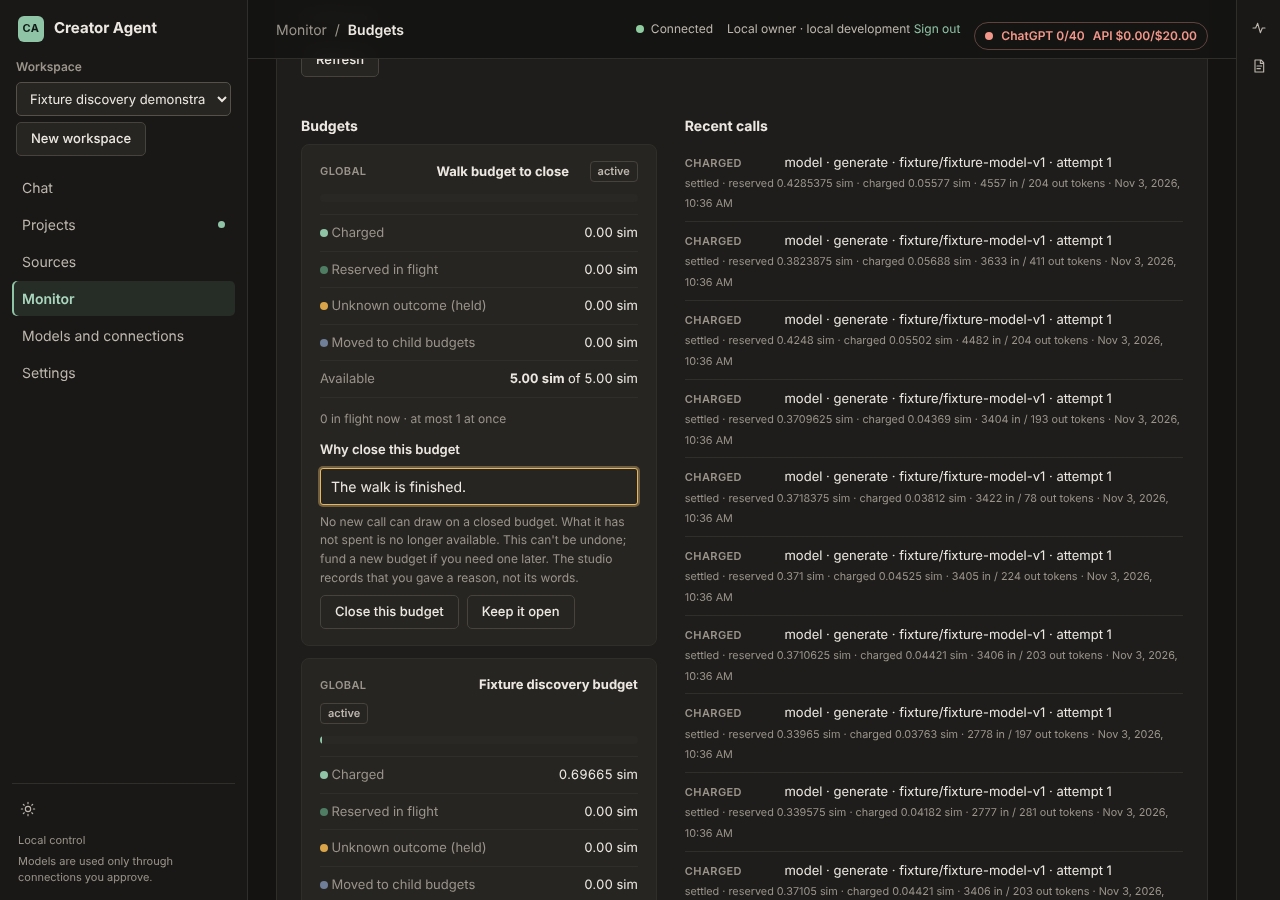 CA Creator Agent
Workspace
Fixture discovery demonstra
New workspace
Chat
Projects
Sources
Monitor
Models and connections
Settings
Local control
Models are used only through
connections you approve.
Monitor / Budgets
Connected Local owner · local development Sign out ChatGPT 0/40 API $0.00/$20.00
Refresh
Budgets
GLOBAL Walk budget to close active
Charged 0.00 sim
Reserved in flight 0.00 sim
Unknown outcome (held) 0.00 sim
Moved to child budgets 0.00 sim
Available 5.00 sim of 5.00 sim
0 in flight now · at most 1 at once
Why close this budget
The walk is finished.
No new call can draw on a closed budget. What it has
not spent is no longer available. This can't be undone;
fund a new budget if you need one later. The studio
records that you gave a reason, not its words.
Close this budget Keep it open
GLOBAL Fixture discovery budget
active
Charged 0.69665 sim
Reserved in flight 0.00 sim
Unknown outcome (held) 0.00 sim
Moved to child budgets 0.00 sim
Recent calls
CHARGED model · generate · fixture/fixture-model-v1 · attempt 1
settled · reserved 0.4285375 sim · charged 0.05577 sim · 4557 in / 204 out tokens · Nov 3, 2026,
10:36 AM
CHARGED model · generate · fixture/fixture-model-v1 · attempt 1
settled · reserved 0.3823875 sim · charged 0.05688 sim · 3633 in / 411 out tokens · Nov 3, 2026,
10:36 AM
CHARGED model · generate · fixture/fixture-model-v1 · attempt 1
settled · reserved 0.4248 sim · charged 0.05502 sim · 4482 in / 204 out tokens · Nov 3, 2026,
10:36 AM
CHARGED model · generate · fixture/fixture-model-v1 · attempt 1
settled · reserved 0.3709625 sim · charged 0.04369 sim · 3404 in / 193 out tokens · Nov 3, 2026,
10:36 AM
CHARGED model · generate · fixture/fixture-model-v1 · attempt 1
settled · reserved 0.3718375 sim · charged 0.03812 sim · 3422 in / 78 out tokens · Nov 3, 2026,
10:36 AM
CHARGED model · generate · fixture/fixture-model-v1 · attempt 1
settled · reserved 0.371 sim · charged 0.04525 sim · 3405 in / 224 out tokens · Nov 3, 2026,
10:36 AM
CHARGED model · generate · fixture/fixture-model-v1 · attempt 1
settled · reserved 0.3710625 sim · charged 0.04421 sim · 3406 in / 203 out tokens · Nov 3, 2026,
10:36 AM
CHARGED model · generate · fixture/fixture-model-v1 · attempt 1
settled · reserved 0.33965 sim · charged 0.03763 sim · 2778 in / 197 out tokens · Nov 3, 2026,
10:36 AM
CHARGED model · generate · fixture/fixture-model-v1 · attempt 1
settled · reserved 0.339575 sim · charged 0.04182 sim · 2777 in / 281 out tokens · Nov 3, 2026,
10:36 AM
CHARGED model · generate · fixture/fixture-model-v1 · attempt 1
settled · reserved 0.37105 sim · charged 0.04421 sim · 3406 in / 203 out tokens · Nov 3, 2026,